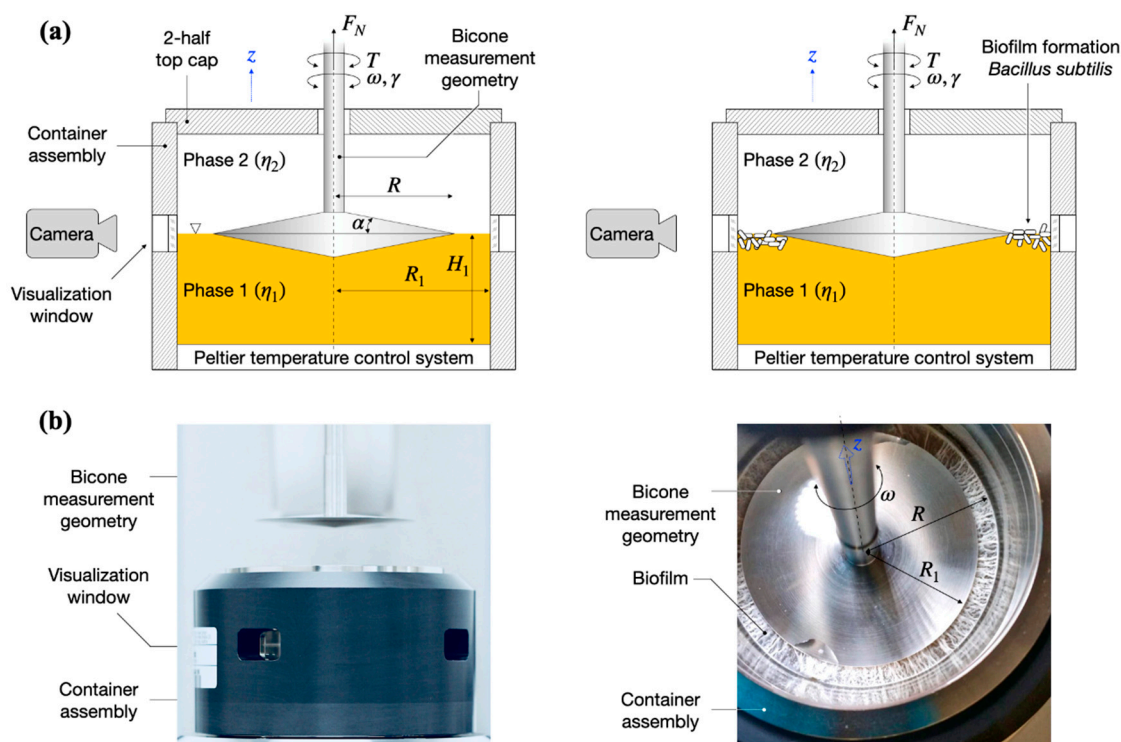 (a)
2-half
top cap
z
F_N
T
ω, γ
Bicone
measurement
geometry
Container
assembly
Phase 2 (η₂)
R
α
Camera
H₁
R₁
Visualization
window
Phase 1 (η₁)
Peltier temperature control system
z
F_N
T
ω, γ
Biofilm formation
Bacillus subtilis
Phase 2 (η₂)
Camera
Phase 1 (η₁)
Peltier temperature control system
(b)
Bicone
measurement
geometry
Visualization
window
Container
assembly
z
ω
R
R₁
Bicone
measurement
geometry
Biofilm
Container
assembly